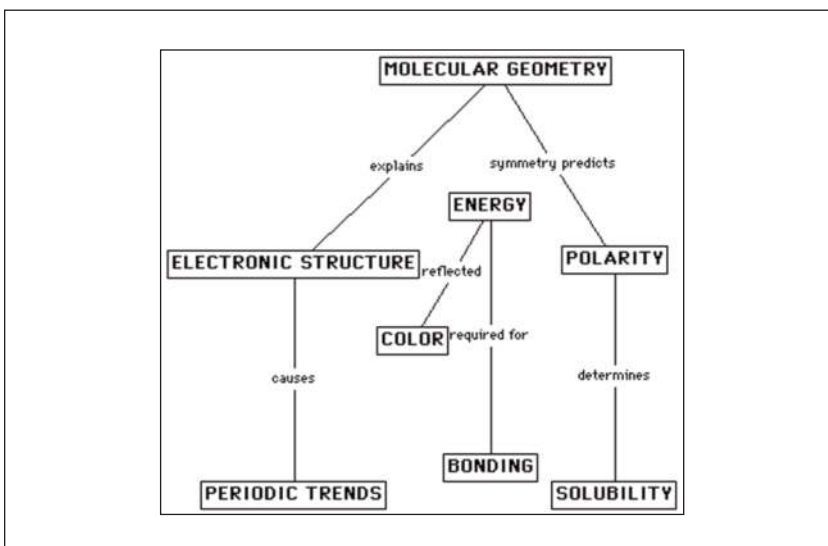 MOLECULAR GEOMETRY
explains
symmetry predicts
ENERGY
ELECTRONIC STRUCTURE
reflected
POLARITY
COLOR
required for
causes
determines
BONDING
PERIODIC TRENDS
SOLUBILITY